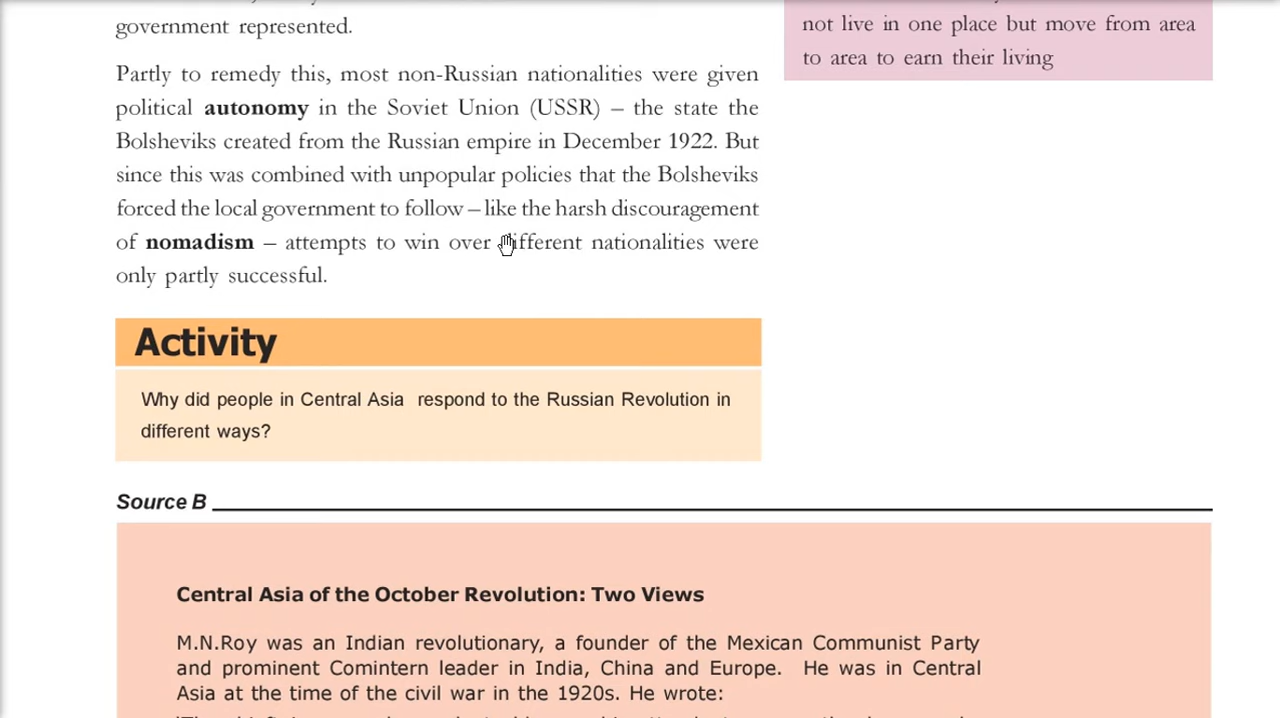 government represented.
Partly to remedy this, most non-Russian nationalities were given
political autonomy in the Soviet Union (USSR) – the state the
Bolsheviks created from the Russian empire in December 1922. But
since this was combined with unpopular policies that the Bolsheviks
forced the local government to follow – like the harsh discouragement
of nomadism – attempts to win over different nationalities were
only partly successful.
not live in one place but move from area
to area to earn their living
Activity
Why did people in Central Asia respond to the Russian Revolution in
different ways?
Source B
Central Asia of the October Revolution: Two Views
M.N.Roy was an Indian revolutionary, a founder of the Mexican Communist Party
and prominent Comintern leader in India, China and Europe. He was in Central
Asia at the time of the civil war in the 1920s. He wrote: